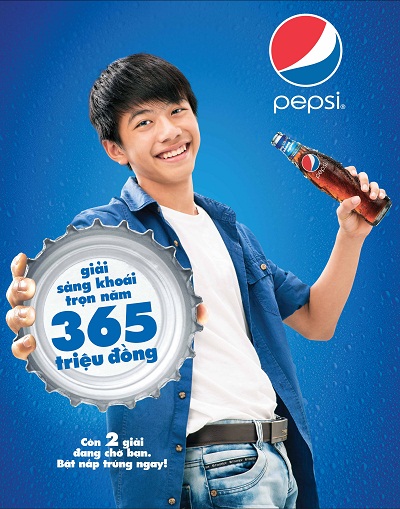 pepsi®
pepsi
giải
sảng khoái
trọn năm
365
triệu đồng
Còn 2 giải
đang chờ bạn.
Bật nắp trúng ngay!